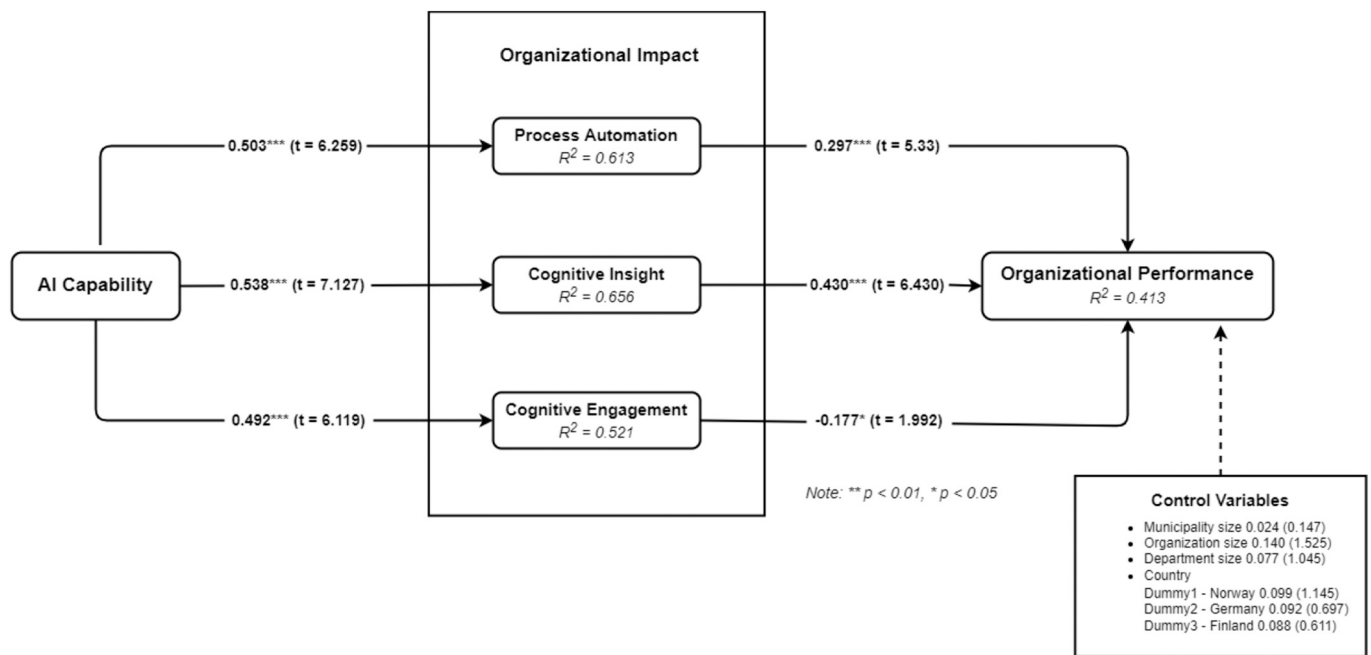 Organizational Impact
0.503*** (t = 6.259)
Process Automation
R² = 0.613
0.297*** (t = 5.33)
AI Capability
0.538*** (t = 7.127)
Cognitive Insight
R² = 0.656
0.430*** (t = 6.430)
Organizational Performance
R² = 0.413
0.492*** (t = 6.119)
Cognitive Engagement
R² = 0.521
-0.177* (t = 1.992)
Note: ** p < 0.01, * p < 0.05
Control Variables
• Municipality size 0.024 (0.147)
• Organization size 0.140 (1.525)
• Department size 0.077 (1.045)
• Country
Dummy1 - Norway 0.099 (1.145)
Dummy2 - Germany 0.092 (0.697)
Dummy3 - Finland 0.088 (0.611)